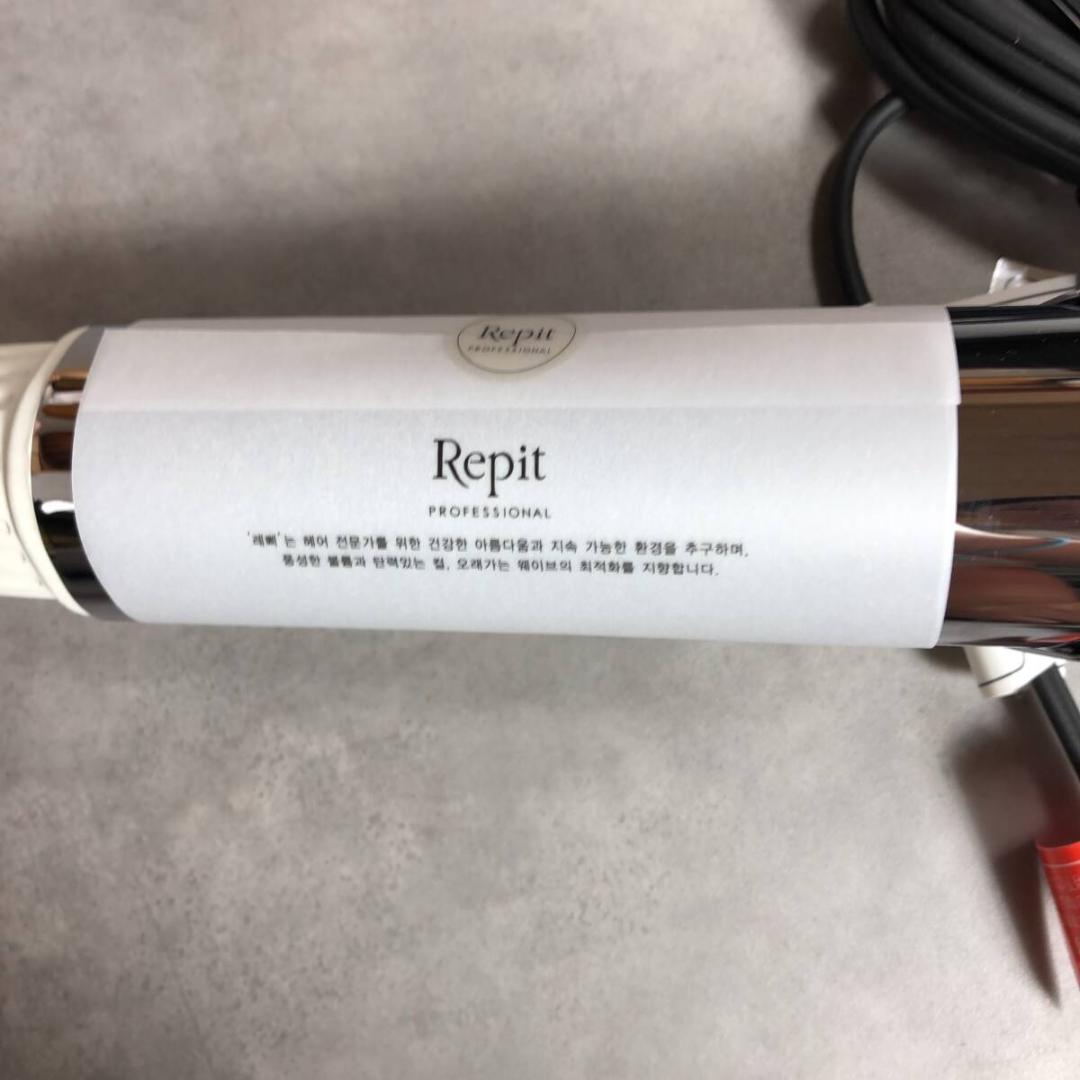 Repit
PROFESSIONAL
Repit
PROFESSIONAL
'레삐'는 헤어 전문가를 위한 건강한 아름다움과 지속 가능한 환경을 추구하며,
풍성한 볼륨과 탄력있는 컬, 오래가는 웨이브의 최적화를 지향합니다.